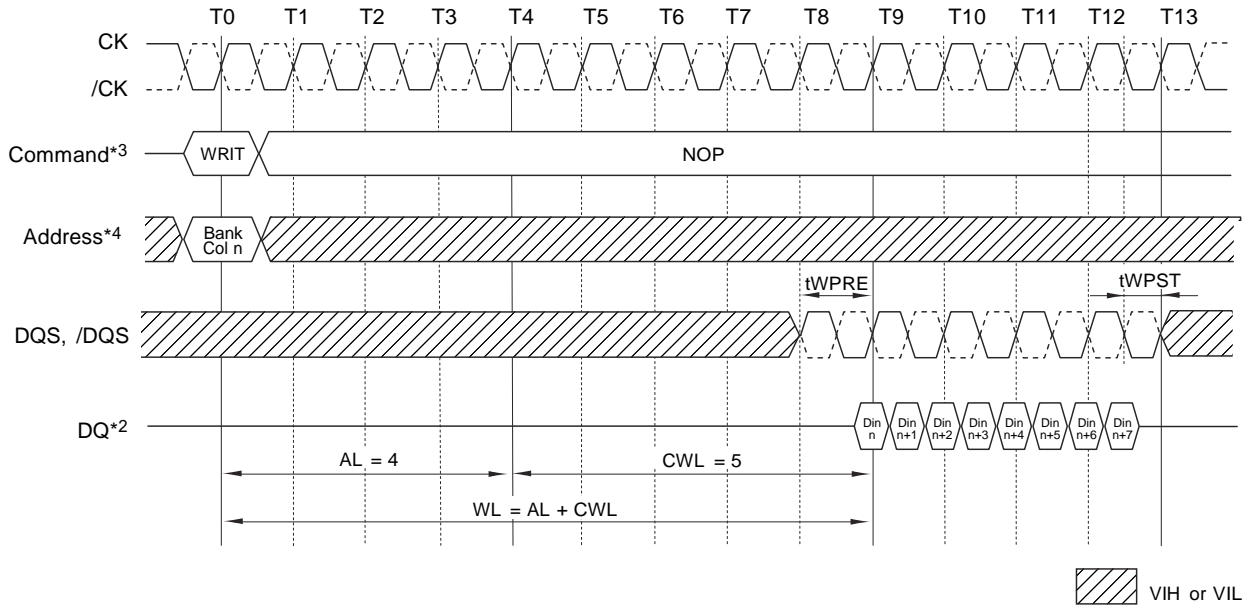 T0 T1 T2 T3 T4 T5 T6 T7 T8 T9 T10 T11 T12 T13
CK
/CK
Command*3 WRIT NOP
Address*4 Bank
Col n
tWPRE tWPST
DQS, /DQS
DQ*2 Din n Din n+1 Din n+2 Din n+3 Din n+4 Din n+5 Din n+6 Din n+7
AL = 4 CWL = 5
WL = AL + CWL
VIH or VIL